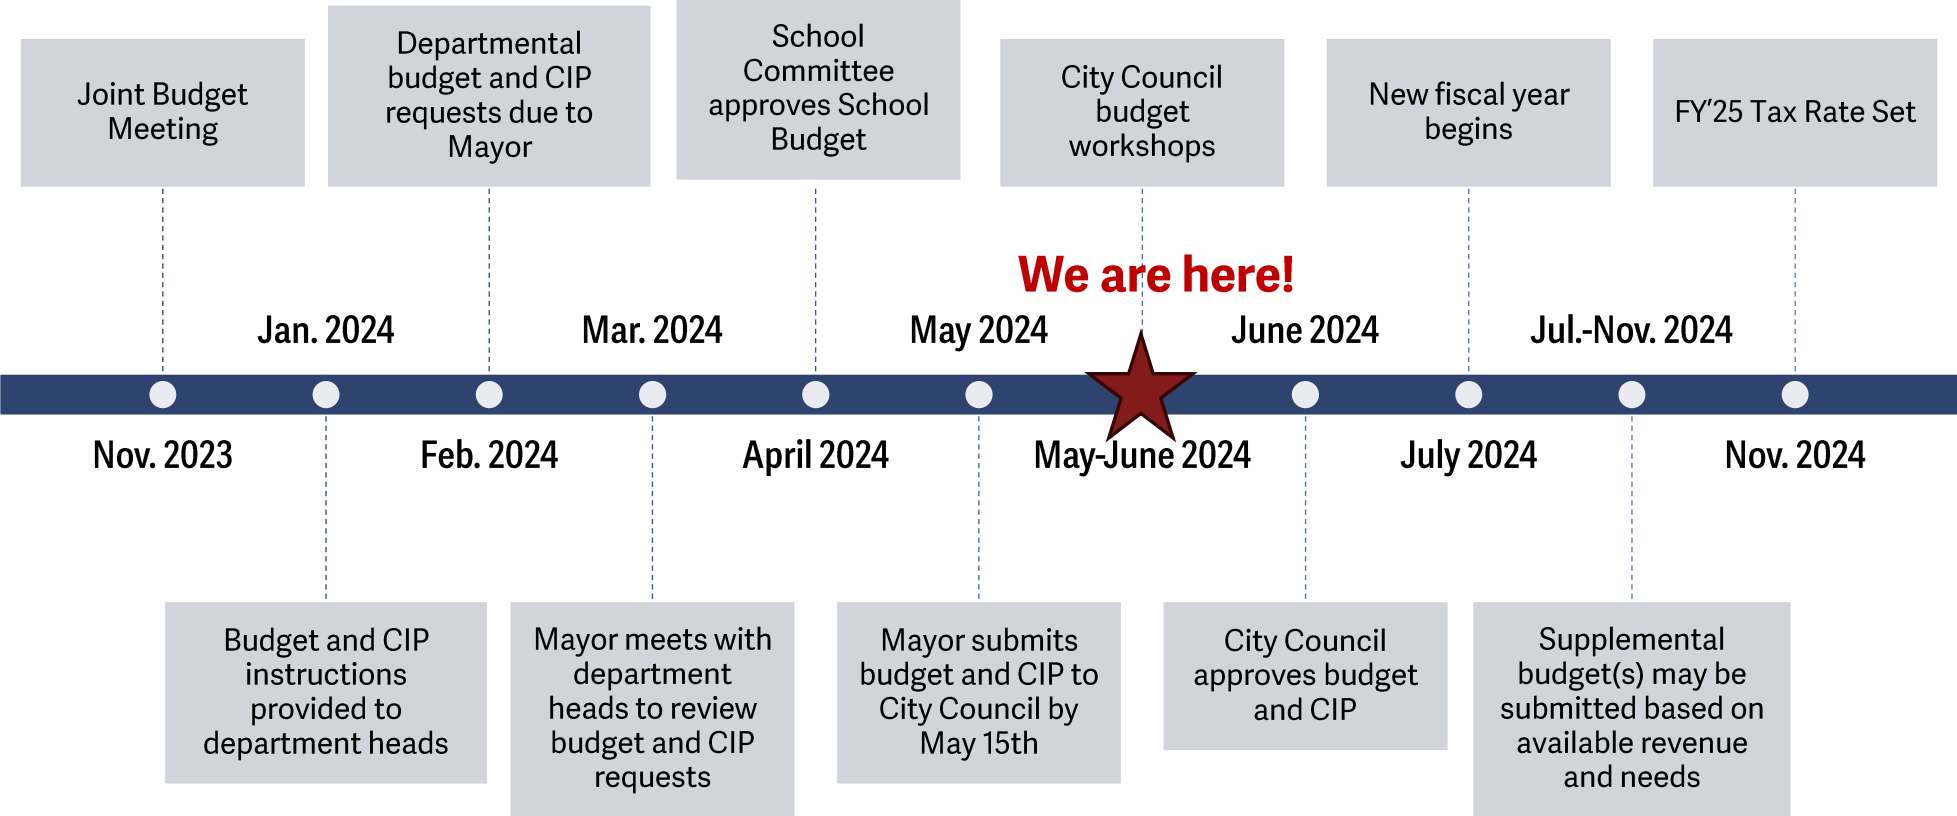 Joint Budget
Meeting
Departmental
budget and CIP
requests due to
Mayor
School
Committee
approves School
Budget
City Council
budget
workshops
New fiscal year
begins
FY'25 Tax Rate Set
We are here!
Jan. 2024
Mar. 2024
May 2024
June 2024
Jul.-Nov. 2024
Nov. 2023
Feb. 2024
April 2024
May-June 2024
July 2024
Nov. 2024
Budget and CIP
instructions
provided to
department heads
Mayor meets with
department
heads to review
budget and CIP
requests
Mayor submits
budget and CIP to
City Council by
May 15th
City Council
approves budget
and CIP
Supplemental
budget(s) may be
submitted based on
available revenue
and needs